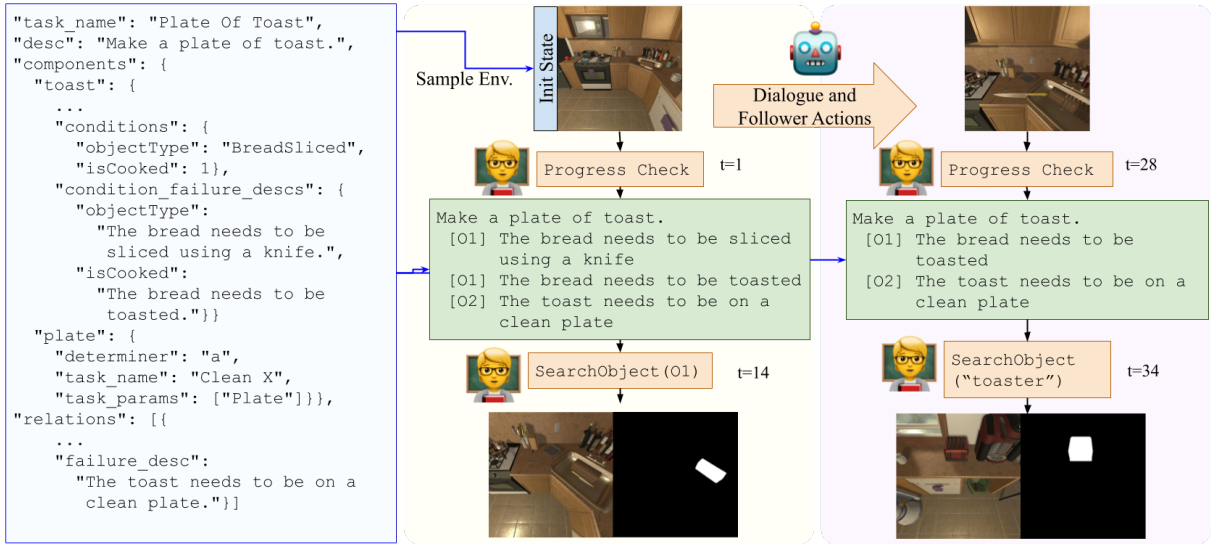 "task_name": "Plate Of Toast",
"desc": "Make a plate of toast.",
"components": {
"toast": {
...
"conditions": {
"objectType": "BreadSliced",
"isCooked": 1},
"condition_failure_descs": {
"objectType":
"The bread needs to be
sliced using a knife.",
"isCooked":
"The bread needs to be
toasted."}}
"plate": {
"determiner": "a",
"task_name": "Clean X",
"task_params": ["Plate"]}},
"relations": [{
...
"failure_desc":
"The toast needs to be on a
clean plate."}]
Sample Env.
Init State
Progress Check
t=1
Make a plate of toast.
[O1] The bread needs to be sliced
using a knife
[O1] The bread needs to be toasted
[O2] The toast needs to be on a
clean plate
SearchObject(O1)
t=14
Dialogue and
Follower Actions
Progress Check
t=28
Make a plate of toast.
[O1] The bread needs to be
toasted
[O2] The toast needs to be on a
clean plate
SearchObject
("toaster")
t=34